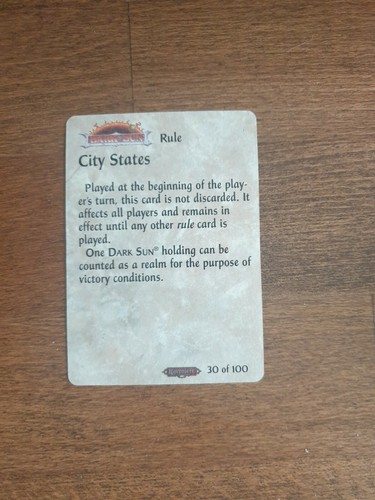 DARK SUN Rule
City States
Played at the beginning of the play-
er's turn, this card is not discarded. It
affects all players and remains in
effect until any other rule card is
played.
One DARK SUN® holding can be
counted as a realm for the purpose of
victory conditions.
30 of 100